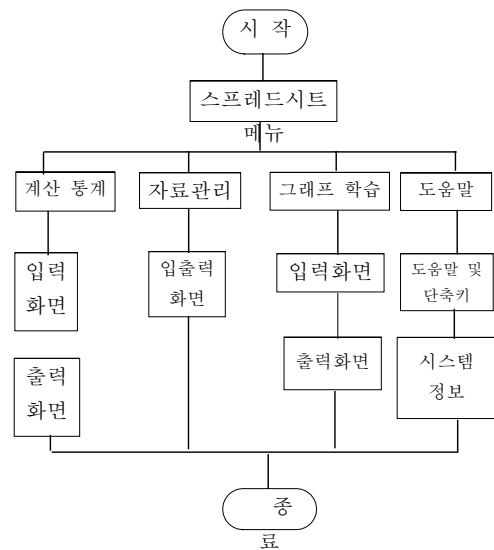 시 작
스프레드시트
메뉴
계산 통계
자료관리
그래프 학습
도움말
입력
화면
입출력
화면
입력화면
도움말 및
단축키
출력
화면
출력화면
시스템
정보
종
료